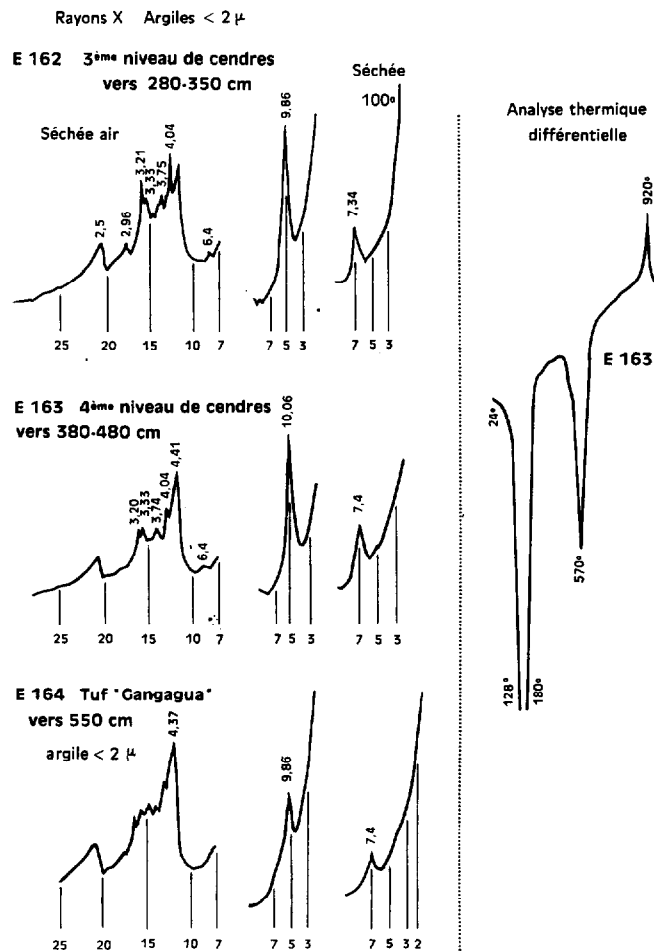 Rayons X Argiles < 2 μ
E 162 3ème niveau de cendres
vers 280-350 cm
Séchée air
Séchée
100°
2,5
2,96
3,21
3,33
3,75
4,04
6,4
9,86
7,34
25 20 15 10 7
7 5 3
7 5 3
E 163 4ème niveau de cendres
vers 380-480 cm
3,20
3,33
3,74
4,04
4,41
6,4
10,06
7,4
25 20 15 10 7
7 5 3
7 5 3
E 164 Tuf "Gangagua"
vers 550 cm
argile < 2 μ
4,37
9,86
7,4
25 20 15 10 7
7 5 3
7 5 3 2
Analyse thermique
différentielle
920°
E 163
24°
570°
128°
180°